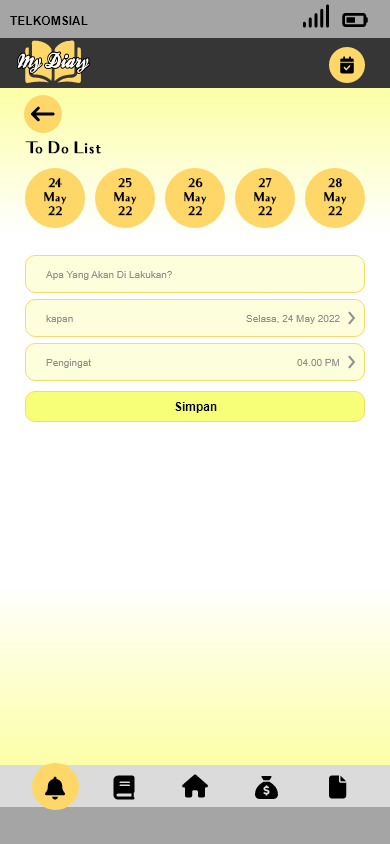 TELKOMSIAL
My Diary
To Do List
24 May 22
25 May 22
26 May 22
27 May 22
28 May 22
Apa Yang Akan Di Lakukan?
kapan Selasa, 24 May 2022
Pengingat 04.00 PM
Simpan
$